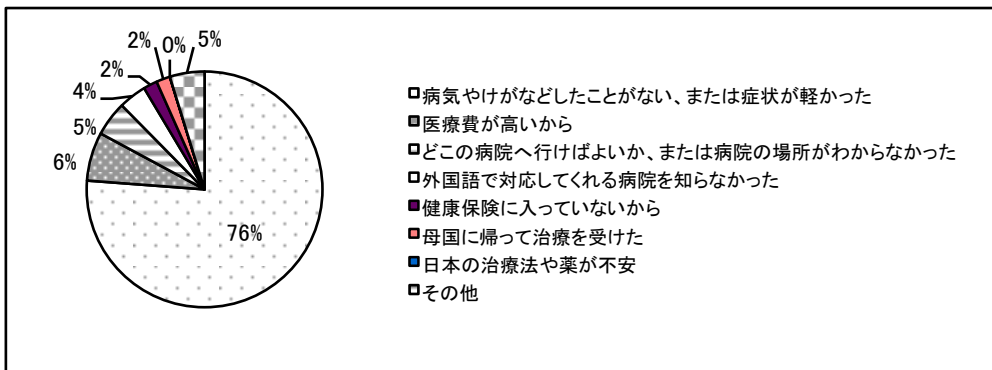 2%
0%
5%
2%
4%
5%
6%
76%
病気やけがなどしたことがない、または症状が軽かった
医療費が高いから
どこの病院へ行けばよいか、または病院の場所がわからなかった
外国語で対応してくれる病院を知らなかった
健康保険に入っていないから
母国に帰って治療を受けた
日本の治療法や薬が不安
その他